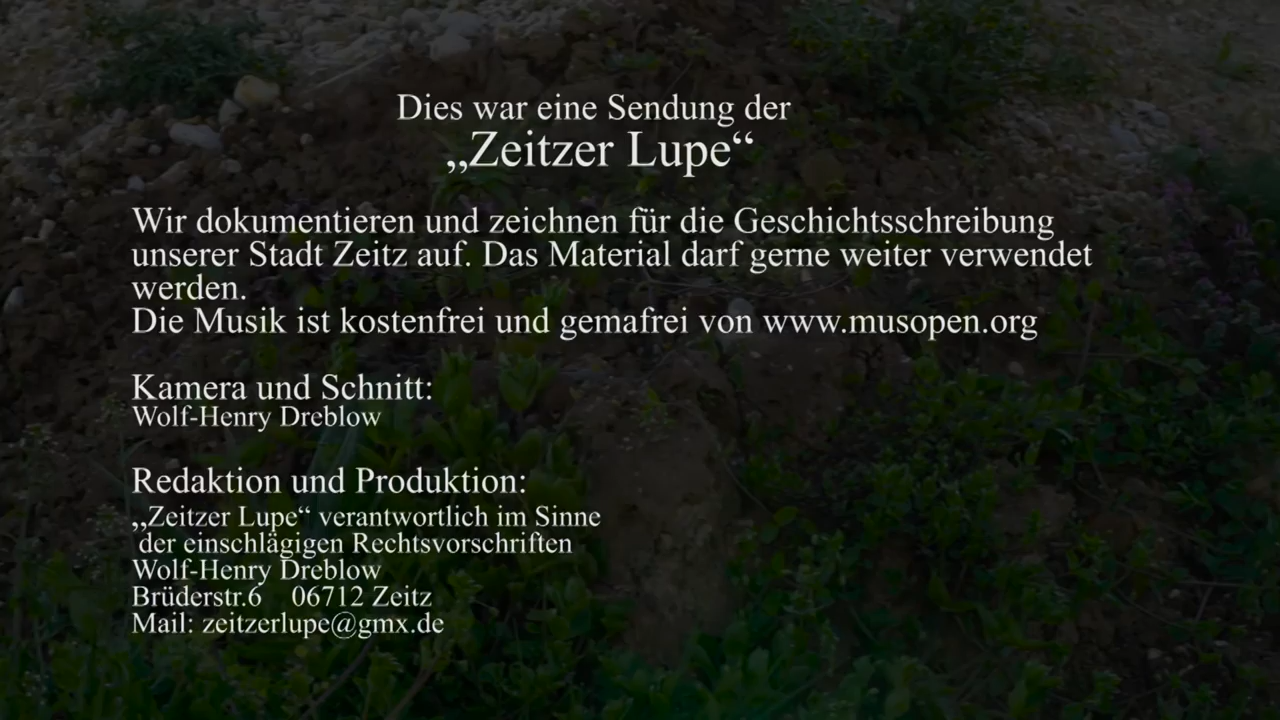 Dies war eine Sendung der
„Zeitzer Lupe“
Wir dokumentieren und zeichnen für die Geschichtsschreibung
unserer Stadt Zeitz auf. Das Material darf gerne weiter verwendet
werden.
Die Musik ist kostenfrei und gemafrei von www.musopen.org
Kamera und Schnitt:
Wolf-Henry Dreblow
Redaktion und Produktion:
„Zeitzer Lupe“ verantwortlich im Sinne
der einschlägigen Rechtsvorschriften
Wolf-Henry Dreblow
Brüderstr.6 06712 Zeitz
Mail: zeitzerlupe@gmx.de